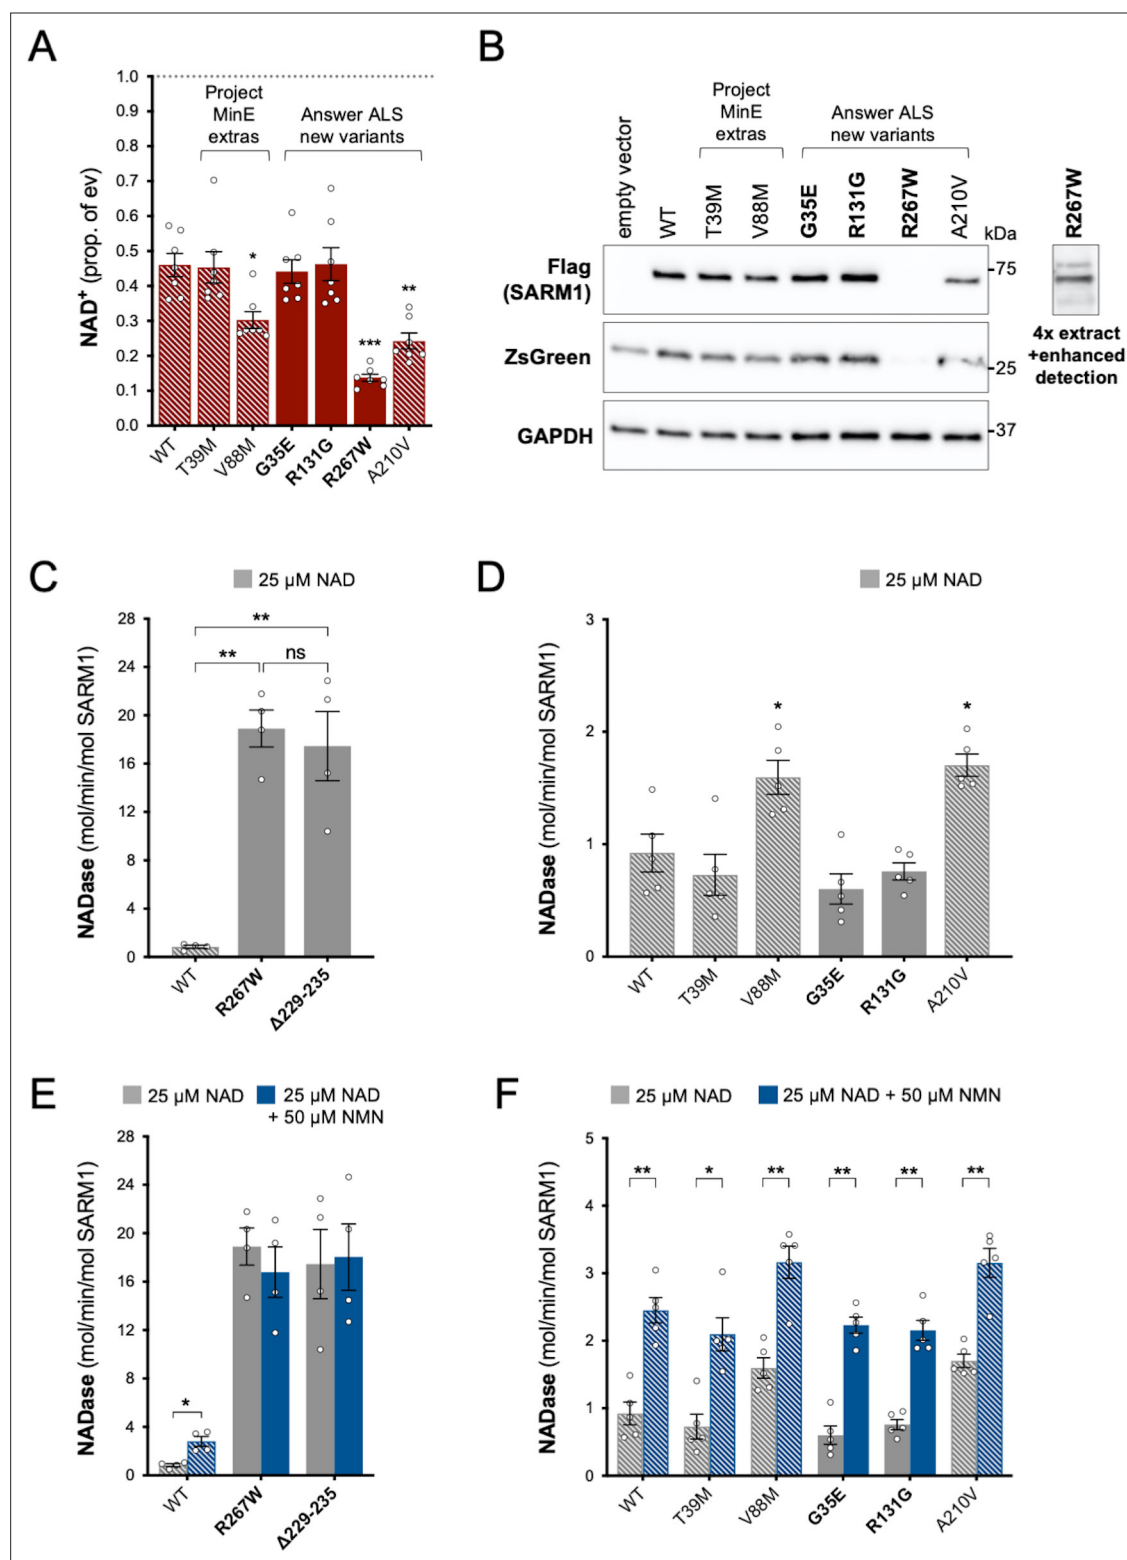 A
NAD⁺ (prop. of ev)
1.0
0.9
0.8
0.7
0.6
0.5
0.4
0.3
0.2
0.1
0.0
Project
MinE
extras
Answer ALS
new variants
*
***
**
WT
T39M
V88M
G35E
R131G
R267W
A210V
B
Project
MinE
extras
Answer ALS
new variants
empty vector
WT
T39M
V88M
G35E
R131G
R267W
A210V
kDa
R267W
Flag
(SARM1)
-75
ZsGreen
-25
GAPDH
-37
4x extract
+enhanced
detection
C
25 µM NAD
NADase (mol/min/mol SARM1)
28
24
20
16
12
8
4
0
**
**
ns
WT
R267W
Δ229-235
D
25 µM NAD
NADase (mol/min/mol SARM1)
3
2
1
0
*
*
WT
T39M
V88M
G35E
R131G
A210V
E
25 µM NAD
25 µM NAD
+ 50 µM NMN
NADase (mol/min/mol SARM1)
28
24
20
16
12
8
4
0
*
WT
R267W
Δ229-235
F
25 µM NAD
25 µM NAD + 50 µM NMN
NADase (mol/min/mol SARM1)
5
4
3
2
1
0
**
*
**
**
**
**
WT
T39M
V88M
G35E
R131G
A210V